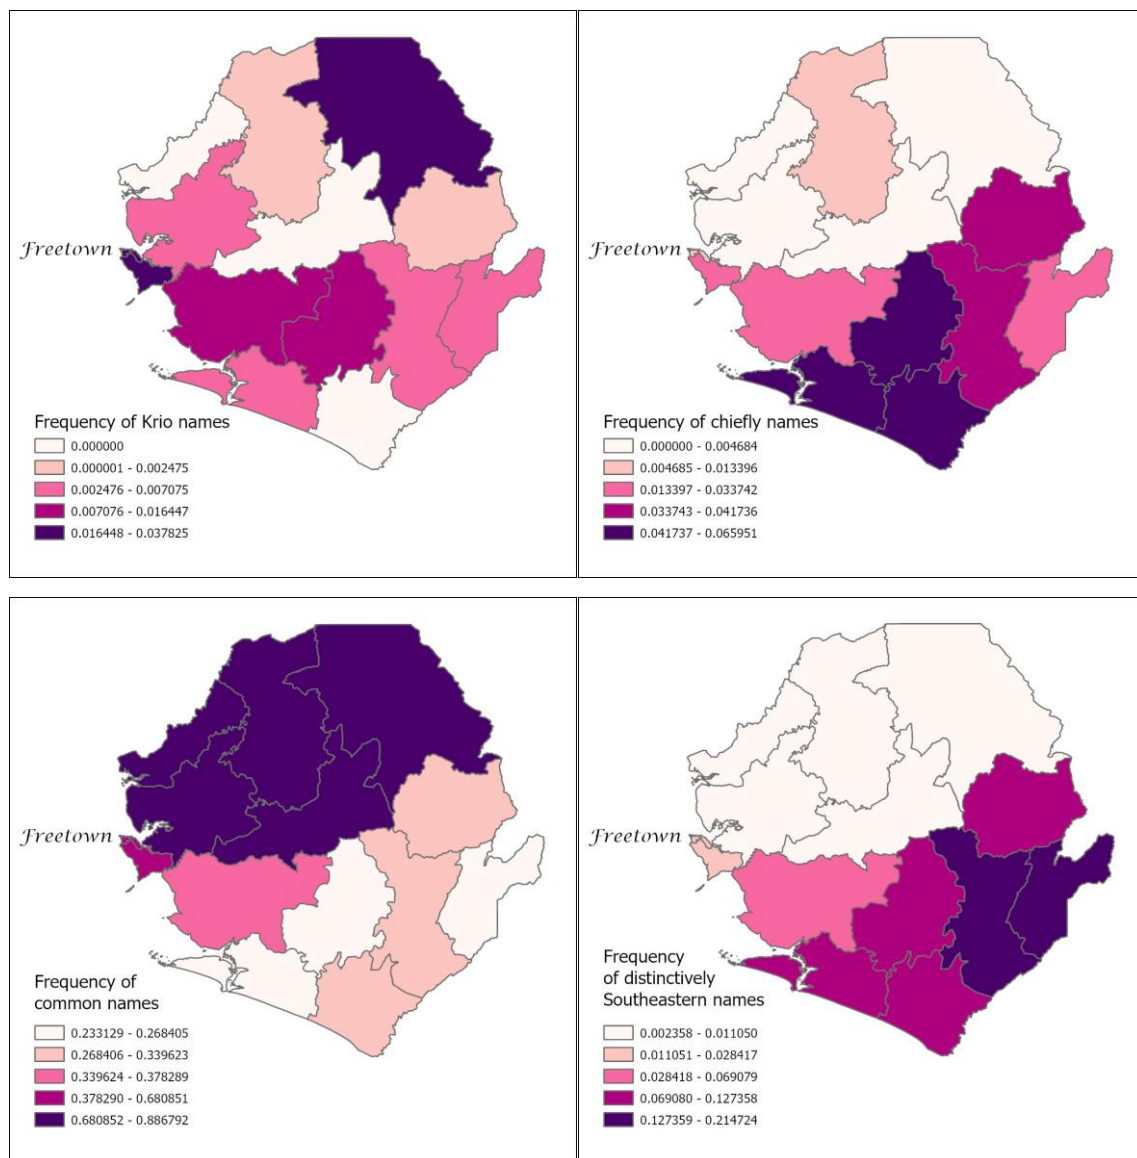 Freetown
Frequency of Krio names
0.000000
0.000001 - 0.002475
0.002476 - 0.007075
0.007076 - 0.016447
0.016448 - 0.037825
Freetown
Frequency of chiefly names
0.000000 - 0.004684
0.004685 - 0.013396
0.013397 - 0.033742
0.033743 - 0.041736
0.041737 - 0.065951
Freetown
Frequency of
common names
0.233129 - 0.268405
0.268406 - 0.339623
0.339624 - 0.378289
0.378290 - 0.680851
0.680852 - 0.886792
Freetown
Frequency
of distinctively
Southeastern names
0.002358 - 0.011050
0.011051 - 0.028417
0.028418 - 0.069079
0.069080 - 0.127358
0.127359 - 0.214724